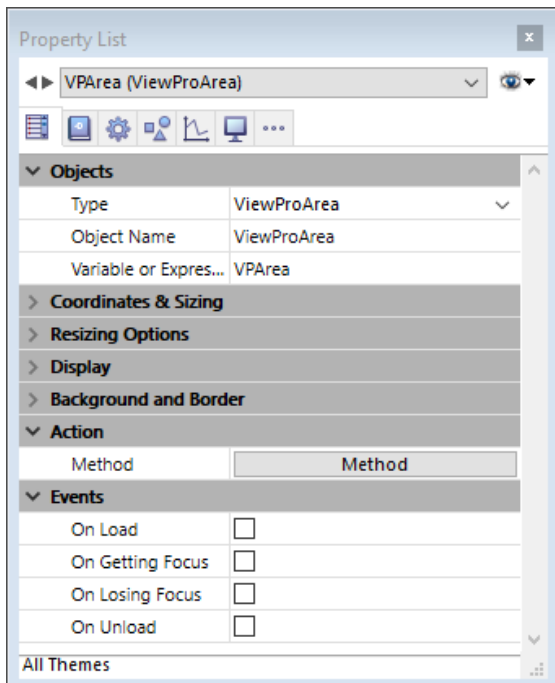 Property List
VPArea (ViewProArea)
Objects
Type ViewProArea
Object Name ViewProArea
Variable or Expres... VPArea
Coordinates & Sizing
Resizing Options
Display
Background and Border
Action
Method Method
Events
On Load
On Getting Focus
On Losing Focus
On Unload
All Themes